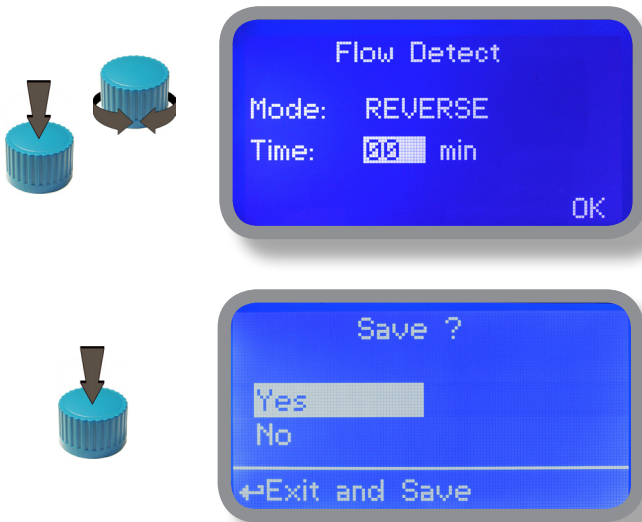 Flow Detect
Mode: REVERSE
Time: 00 min
OK
Save ?
Yes
No
↩Exit and Save